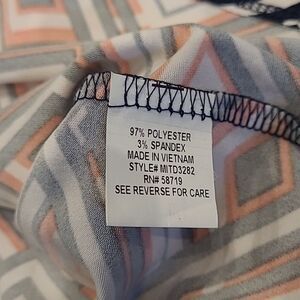 97% POLYESTER
3% SPANDEX
MADE IN VIETNAM
STYLE# MITD3282
RN# 58719
SEE REVERSE FOR CARE